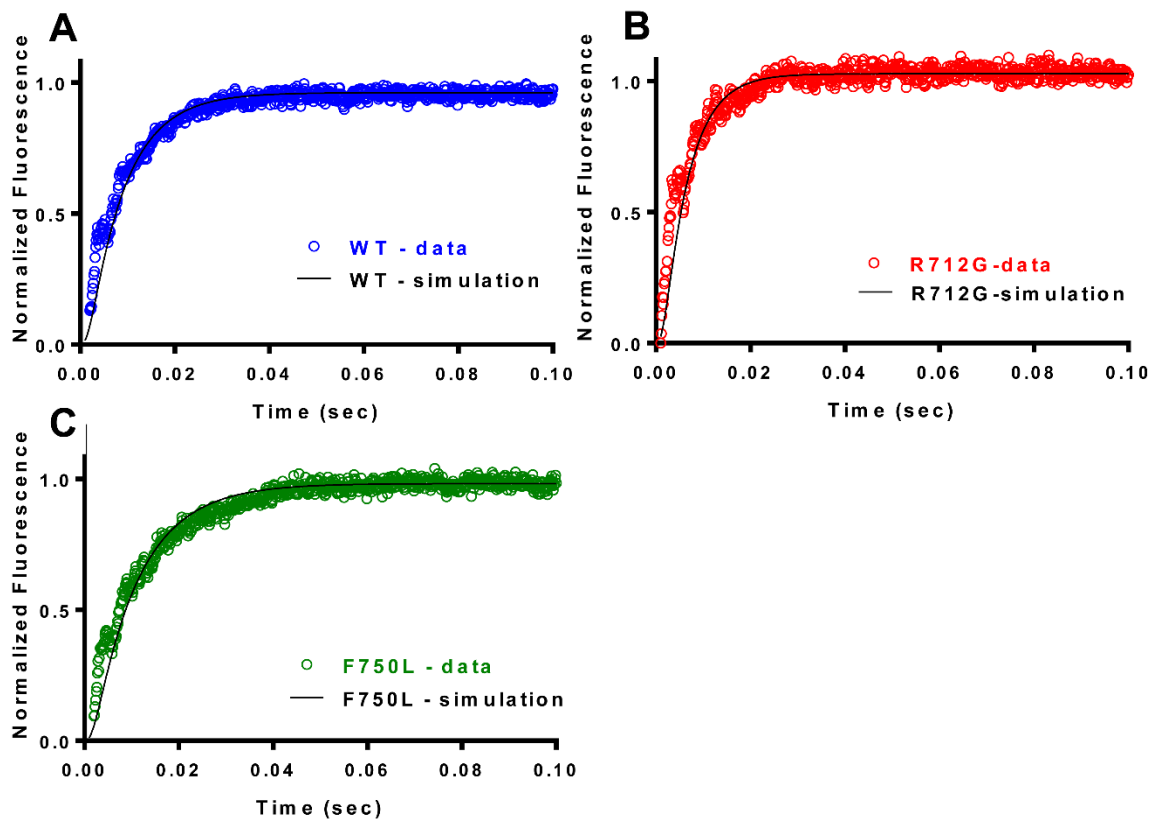 A
Normalized Fluorescence
1.0
0.5
0.0
WT - data
WT - simulation
0.00 0.02 0.04 0.06 0.08 0.10
Time (sec)
B
Normalized Fluorescence
1.0
0.5
0.0
R712G-data
R712G-simulation
0.00 0.02 0.04 0.06 0.08 0.10
Time (sec)
C
Normalized Fluorescence
1.0
0.5
0.0
F750L - data
F750L - simulation
0.00 0.02 0.04 0.06 0.08 0.10
Time (sec)